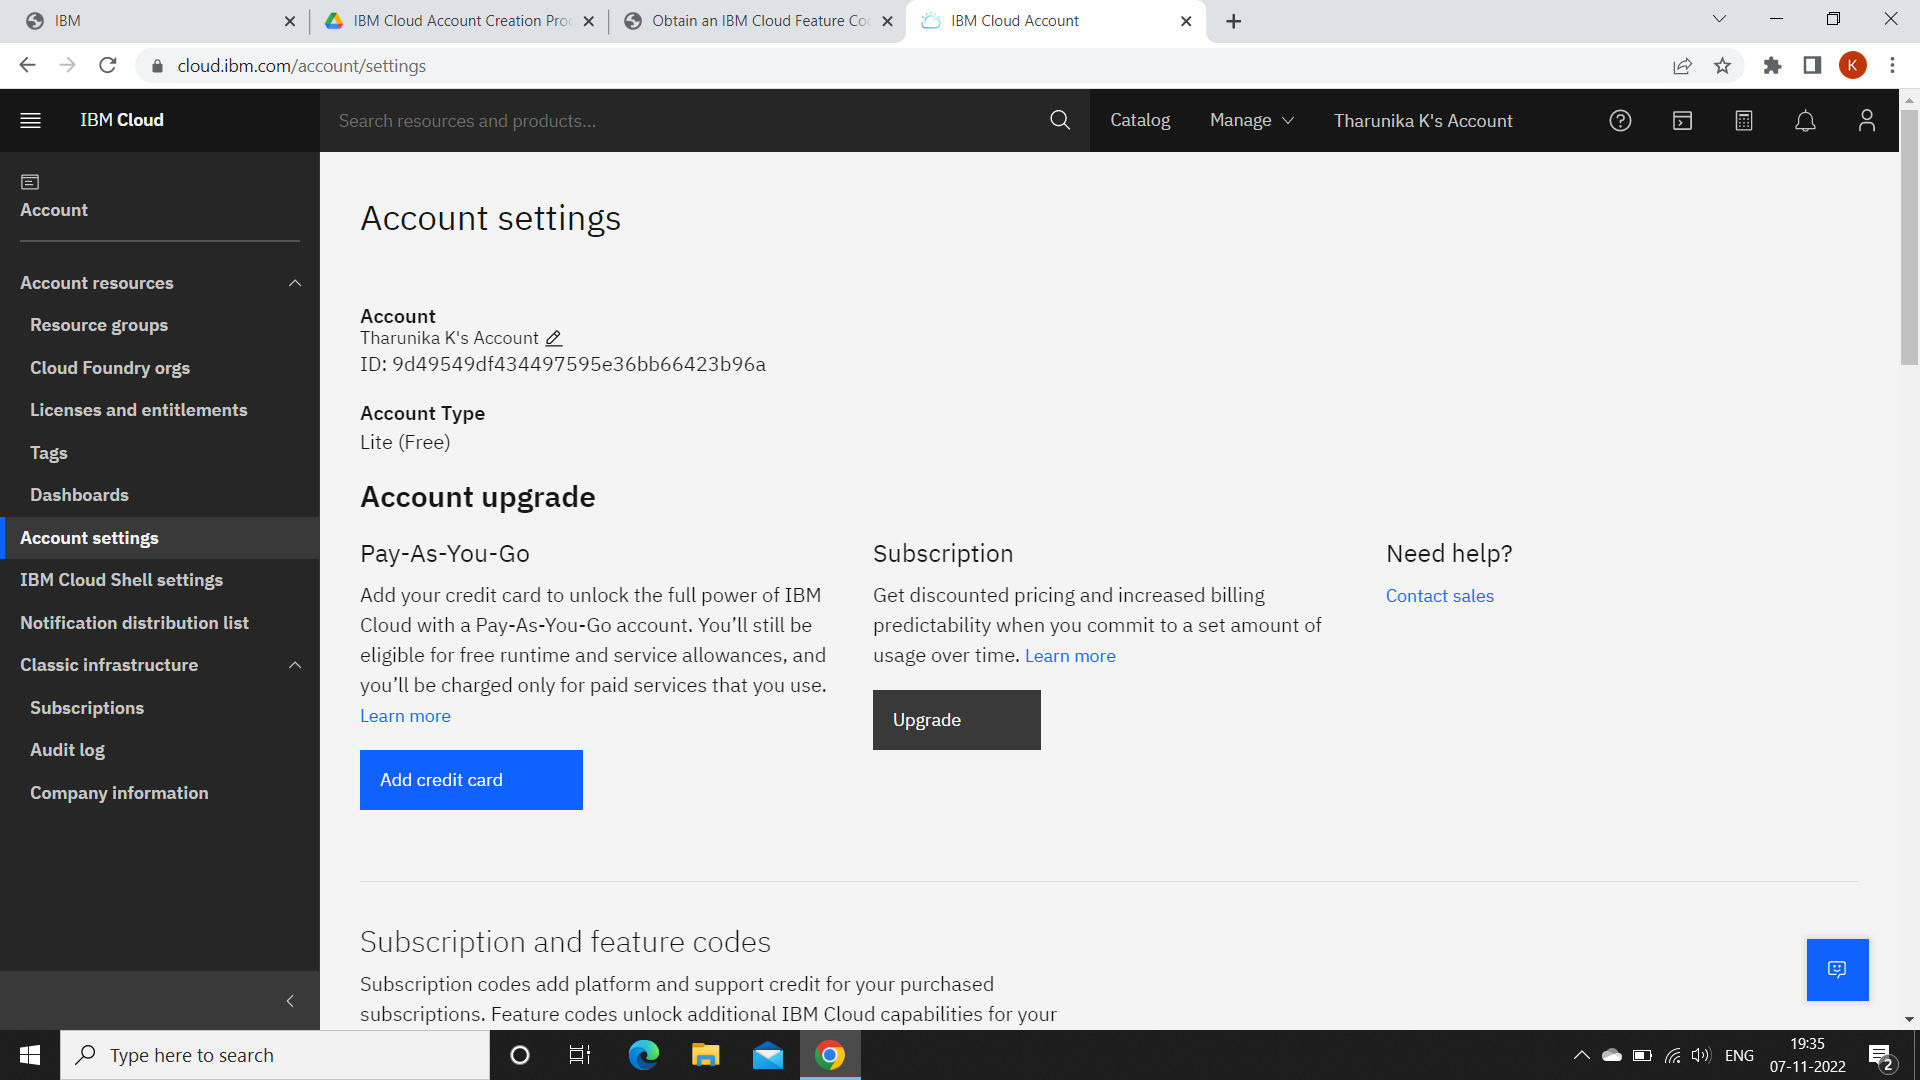 IBM
IBM Cloud Account Creation Pro
Obtain an IBM Cloud Feature Co
IBM Cloud Account
cloud.ibm.com/account/settings
K
IBM Cloud
Search resources and products...
Catalog
Manage
Tharunika K's Account
Account
Account resources
Resource groups
Cloud Foundry orgs
Licenses and entitlements
Tags
Dashboards
Account settings
IBM Cloud Shell settings
Notification distribution list
Classic infrastructure
Subscriptions
Audit log
Company information
Account settings
Account
Tharunika K's Account
ID: 9d49549df434497595e36bb66423b96a
Account Type
Lite (Free)
Account upgrade
Pay-As-You-Go
Add your credit card to unlock the full power of IBM
Cloud with a Pay-As-You-Go account. You’ll still be
eligible for free runtime and service allowances, and
you’ll be charged only for paid services that you use.
Learn more
Add credit card
Subscription
Get discounted pricing and increased billing
predictability when you commit to a set amount of
usage over time. Learn more
Upgrade
Need help?
Contact sales
Subscription and feature codes
Subscription codes add platform and support credit for your purchased
subscriptions. Feature codes unlock additional IBM Cloud capabilities for your
Type here to search
ENG
19:35
07-11-2022
2